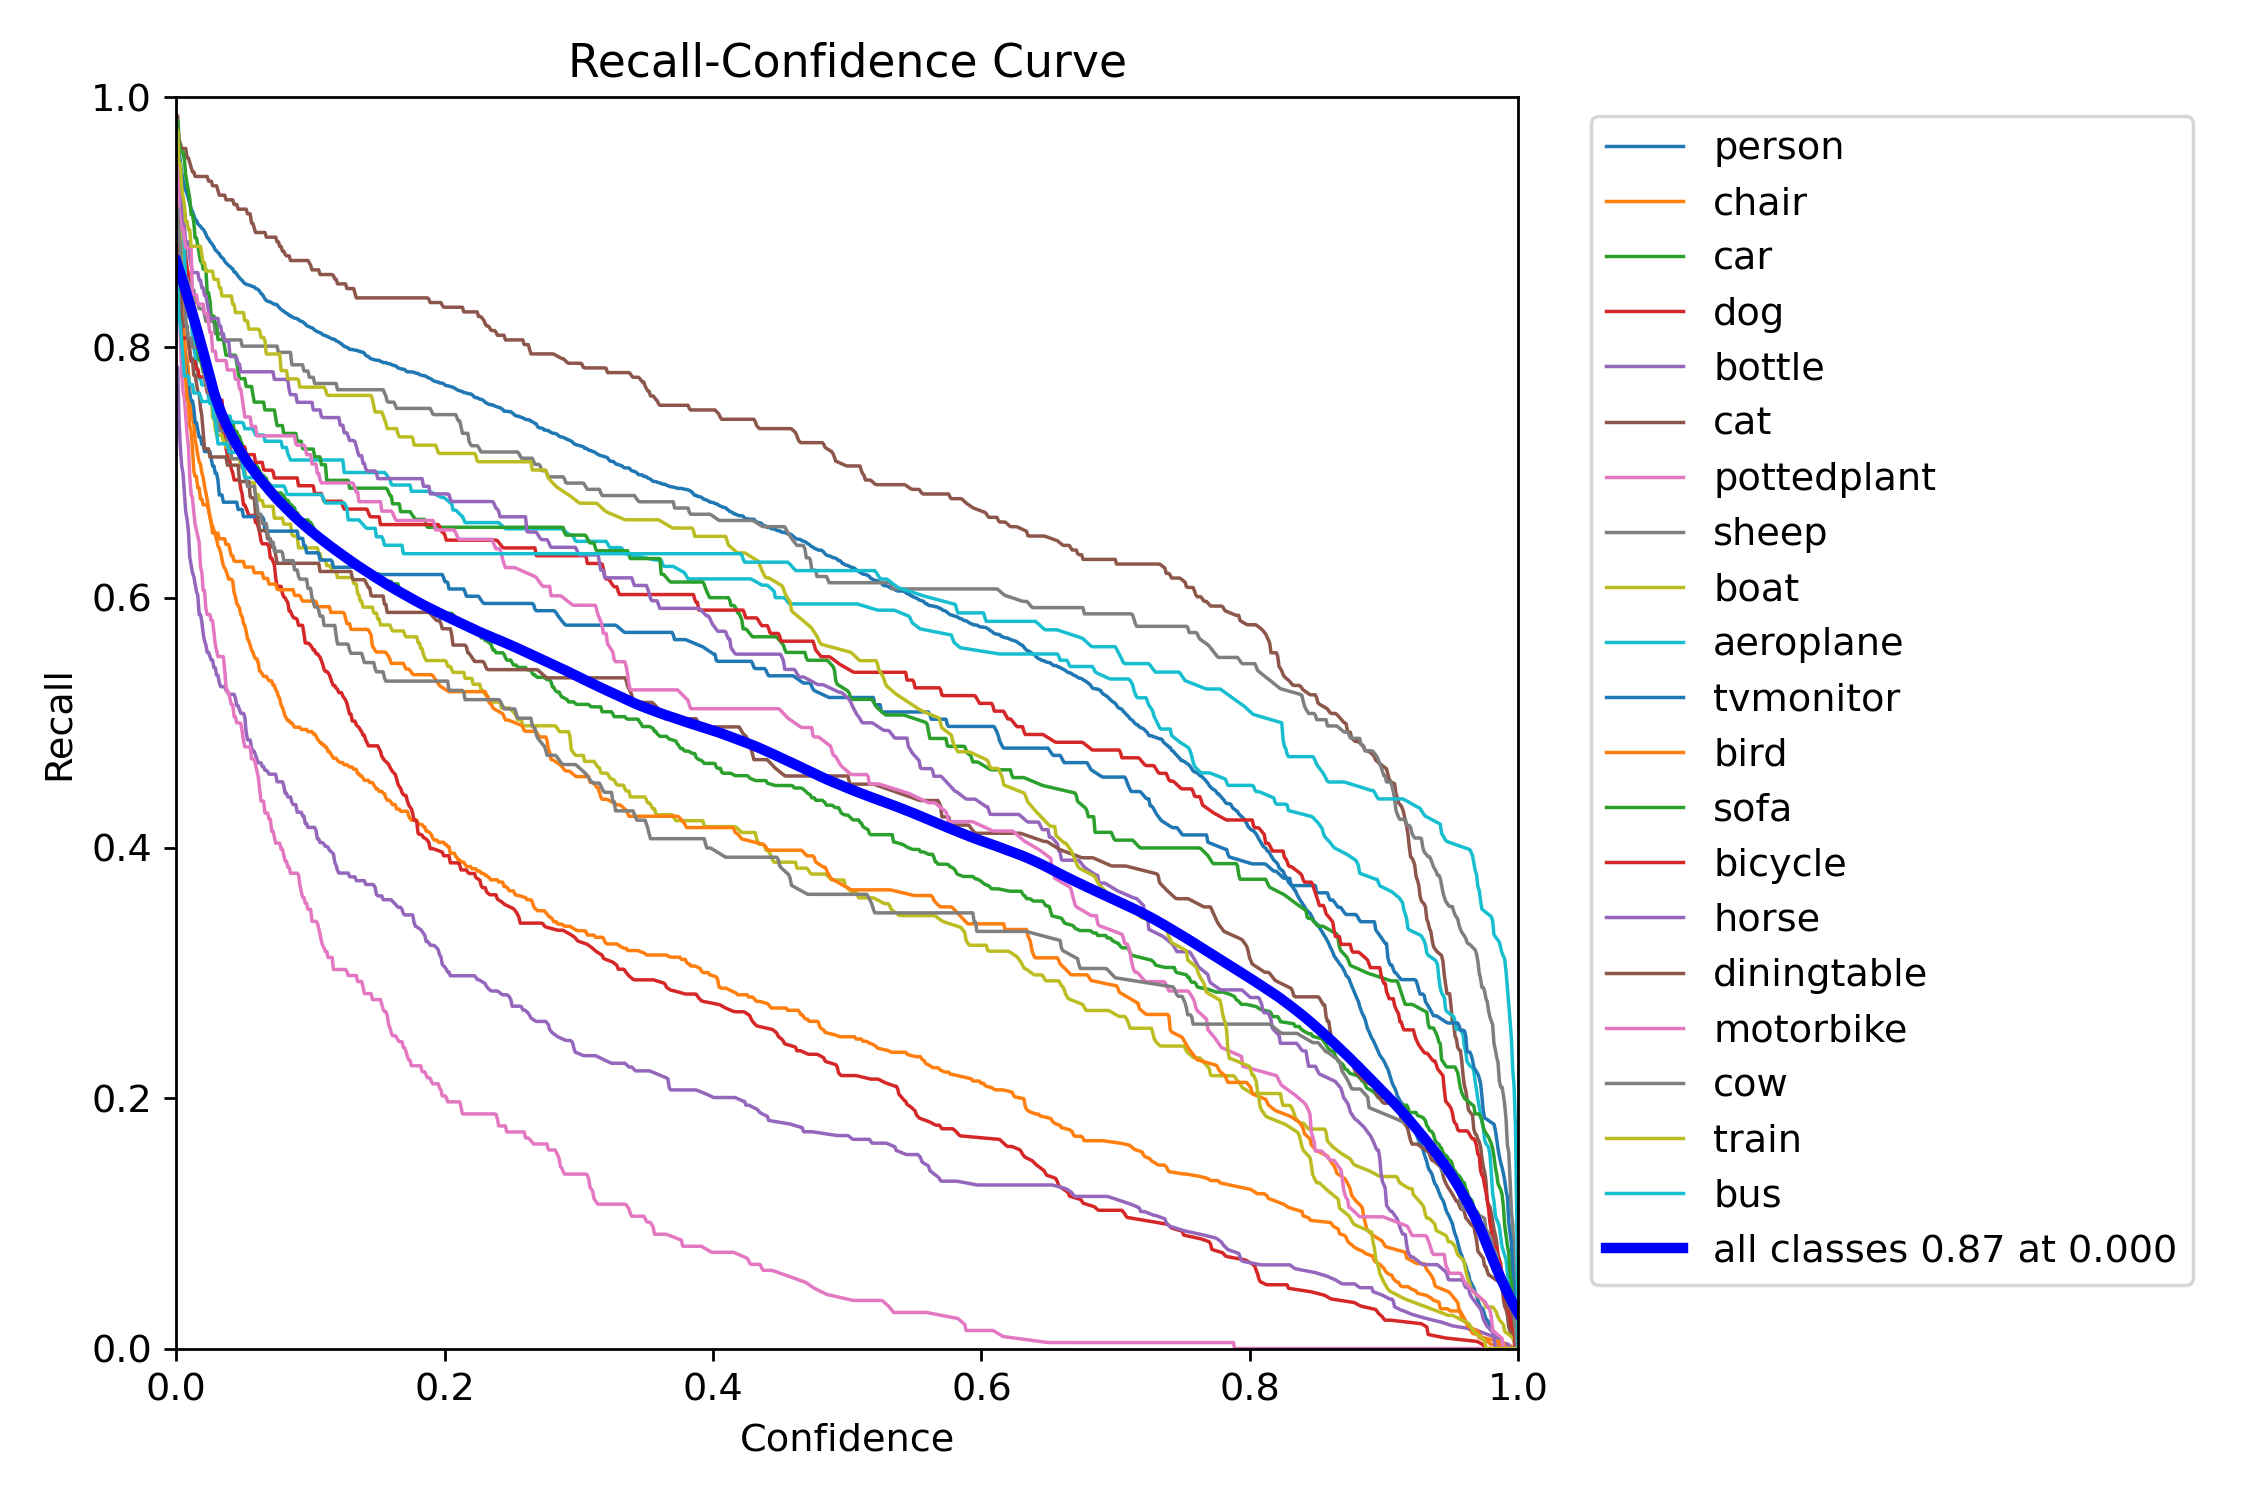 Recall-Confidence Curve
1.0
0.8
0.6
0.4
0.2
0.0
Recall
0.0 0.2 0.4 0.6 0.8 1.0
Confidence
person
chair
car
dog
bottle
cat
pottedplant
sheep
boat
aeroplane
tvmonitor
bird
sofa
bicycle
horse
diningtable
motorbike
cow
train
bus
all classes 0.87 at 0.000